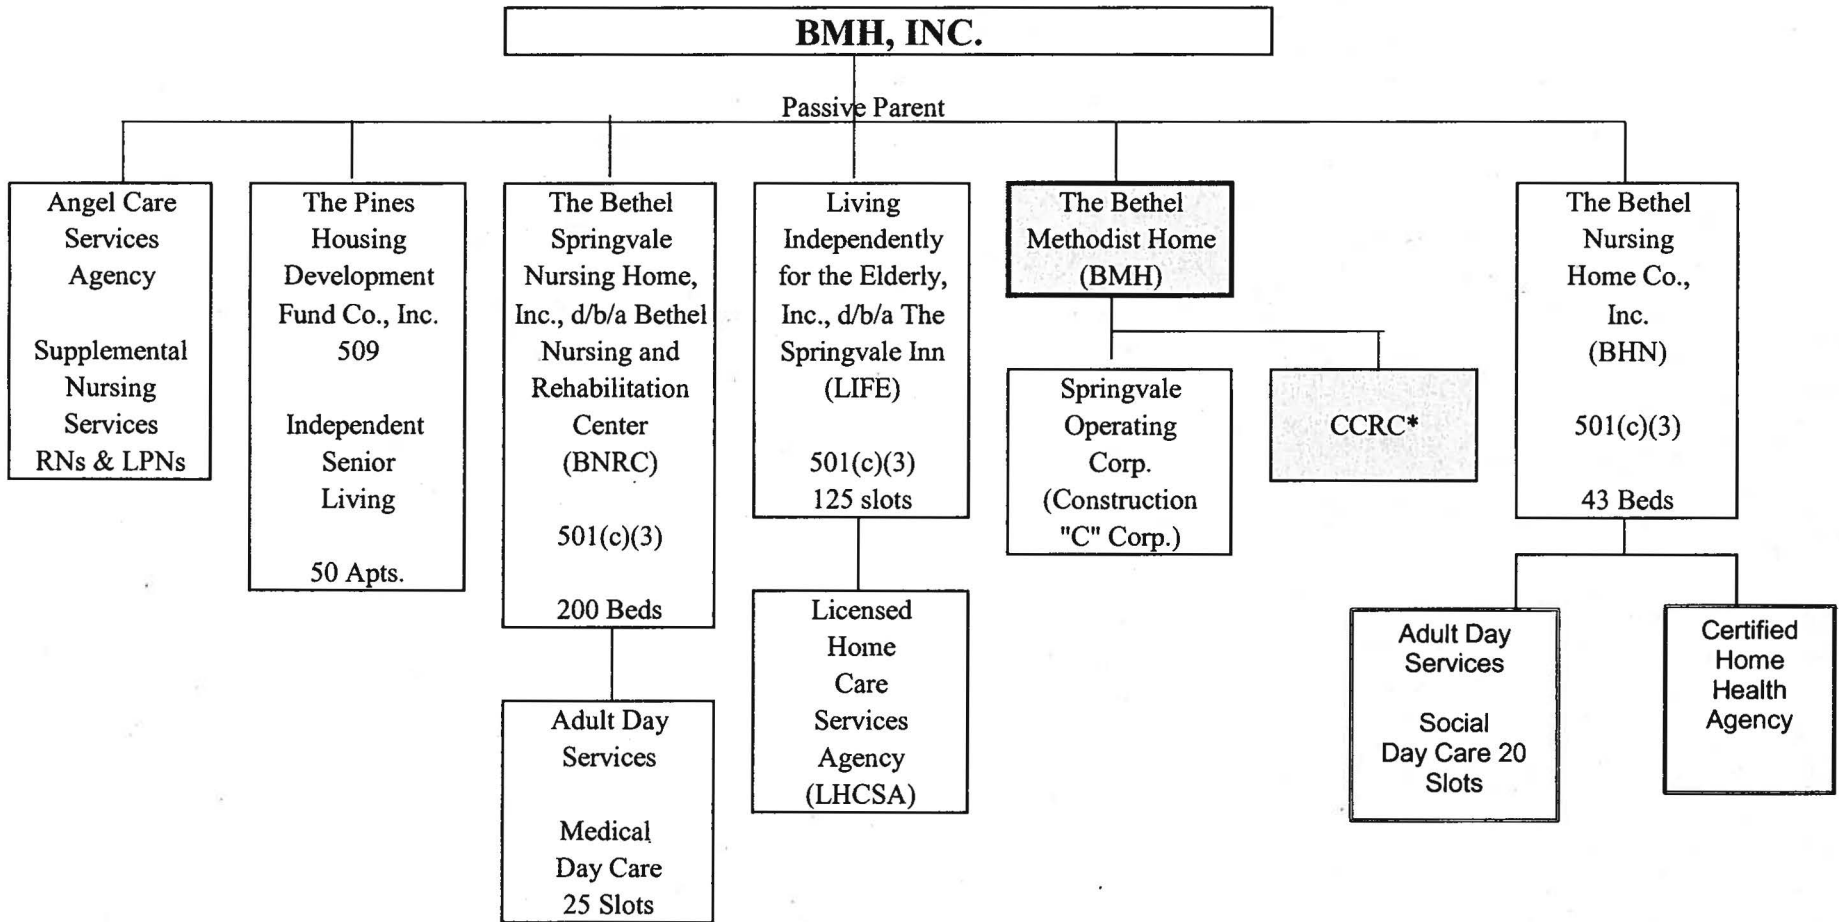 BMH, INC.
Passive Parent
Angel Care
Services
Agency
Supplemental
Nursing
Services
RNs & LPNs
The Pines
Housing
Development
Fund Co., Inc.
509
Independent
Senior
Living
50 Apts.
The Bethel
Springvale
Nursing Home,
Inc., d/b/a Bethel
Nursing and
Rehabilitation
Center
(BNRC)
501(c)(3)
200 Beds
Adult Day
Services
Medical
Day Care
25 Slots
Living
Independently
for the Elderly,
Inc., d/b/a The
Springvale Inn
(LIFE)
501(c)(3)
125 slots
Licensed
Home
Care
Services
Agency
(LHCSA)
The Bethel
Methodist Home
(BMH)
Springvale
Operating
Corp.
(Construction
"C" Corp.)
CCRC*
The Bethel
Nursing
Home Co.,
Inc.
(BHN)
501(c)(3)
43 Beds
Adult Day
Services
Social
Day Care 20
Slots
Certified
Home
Health
Agency